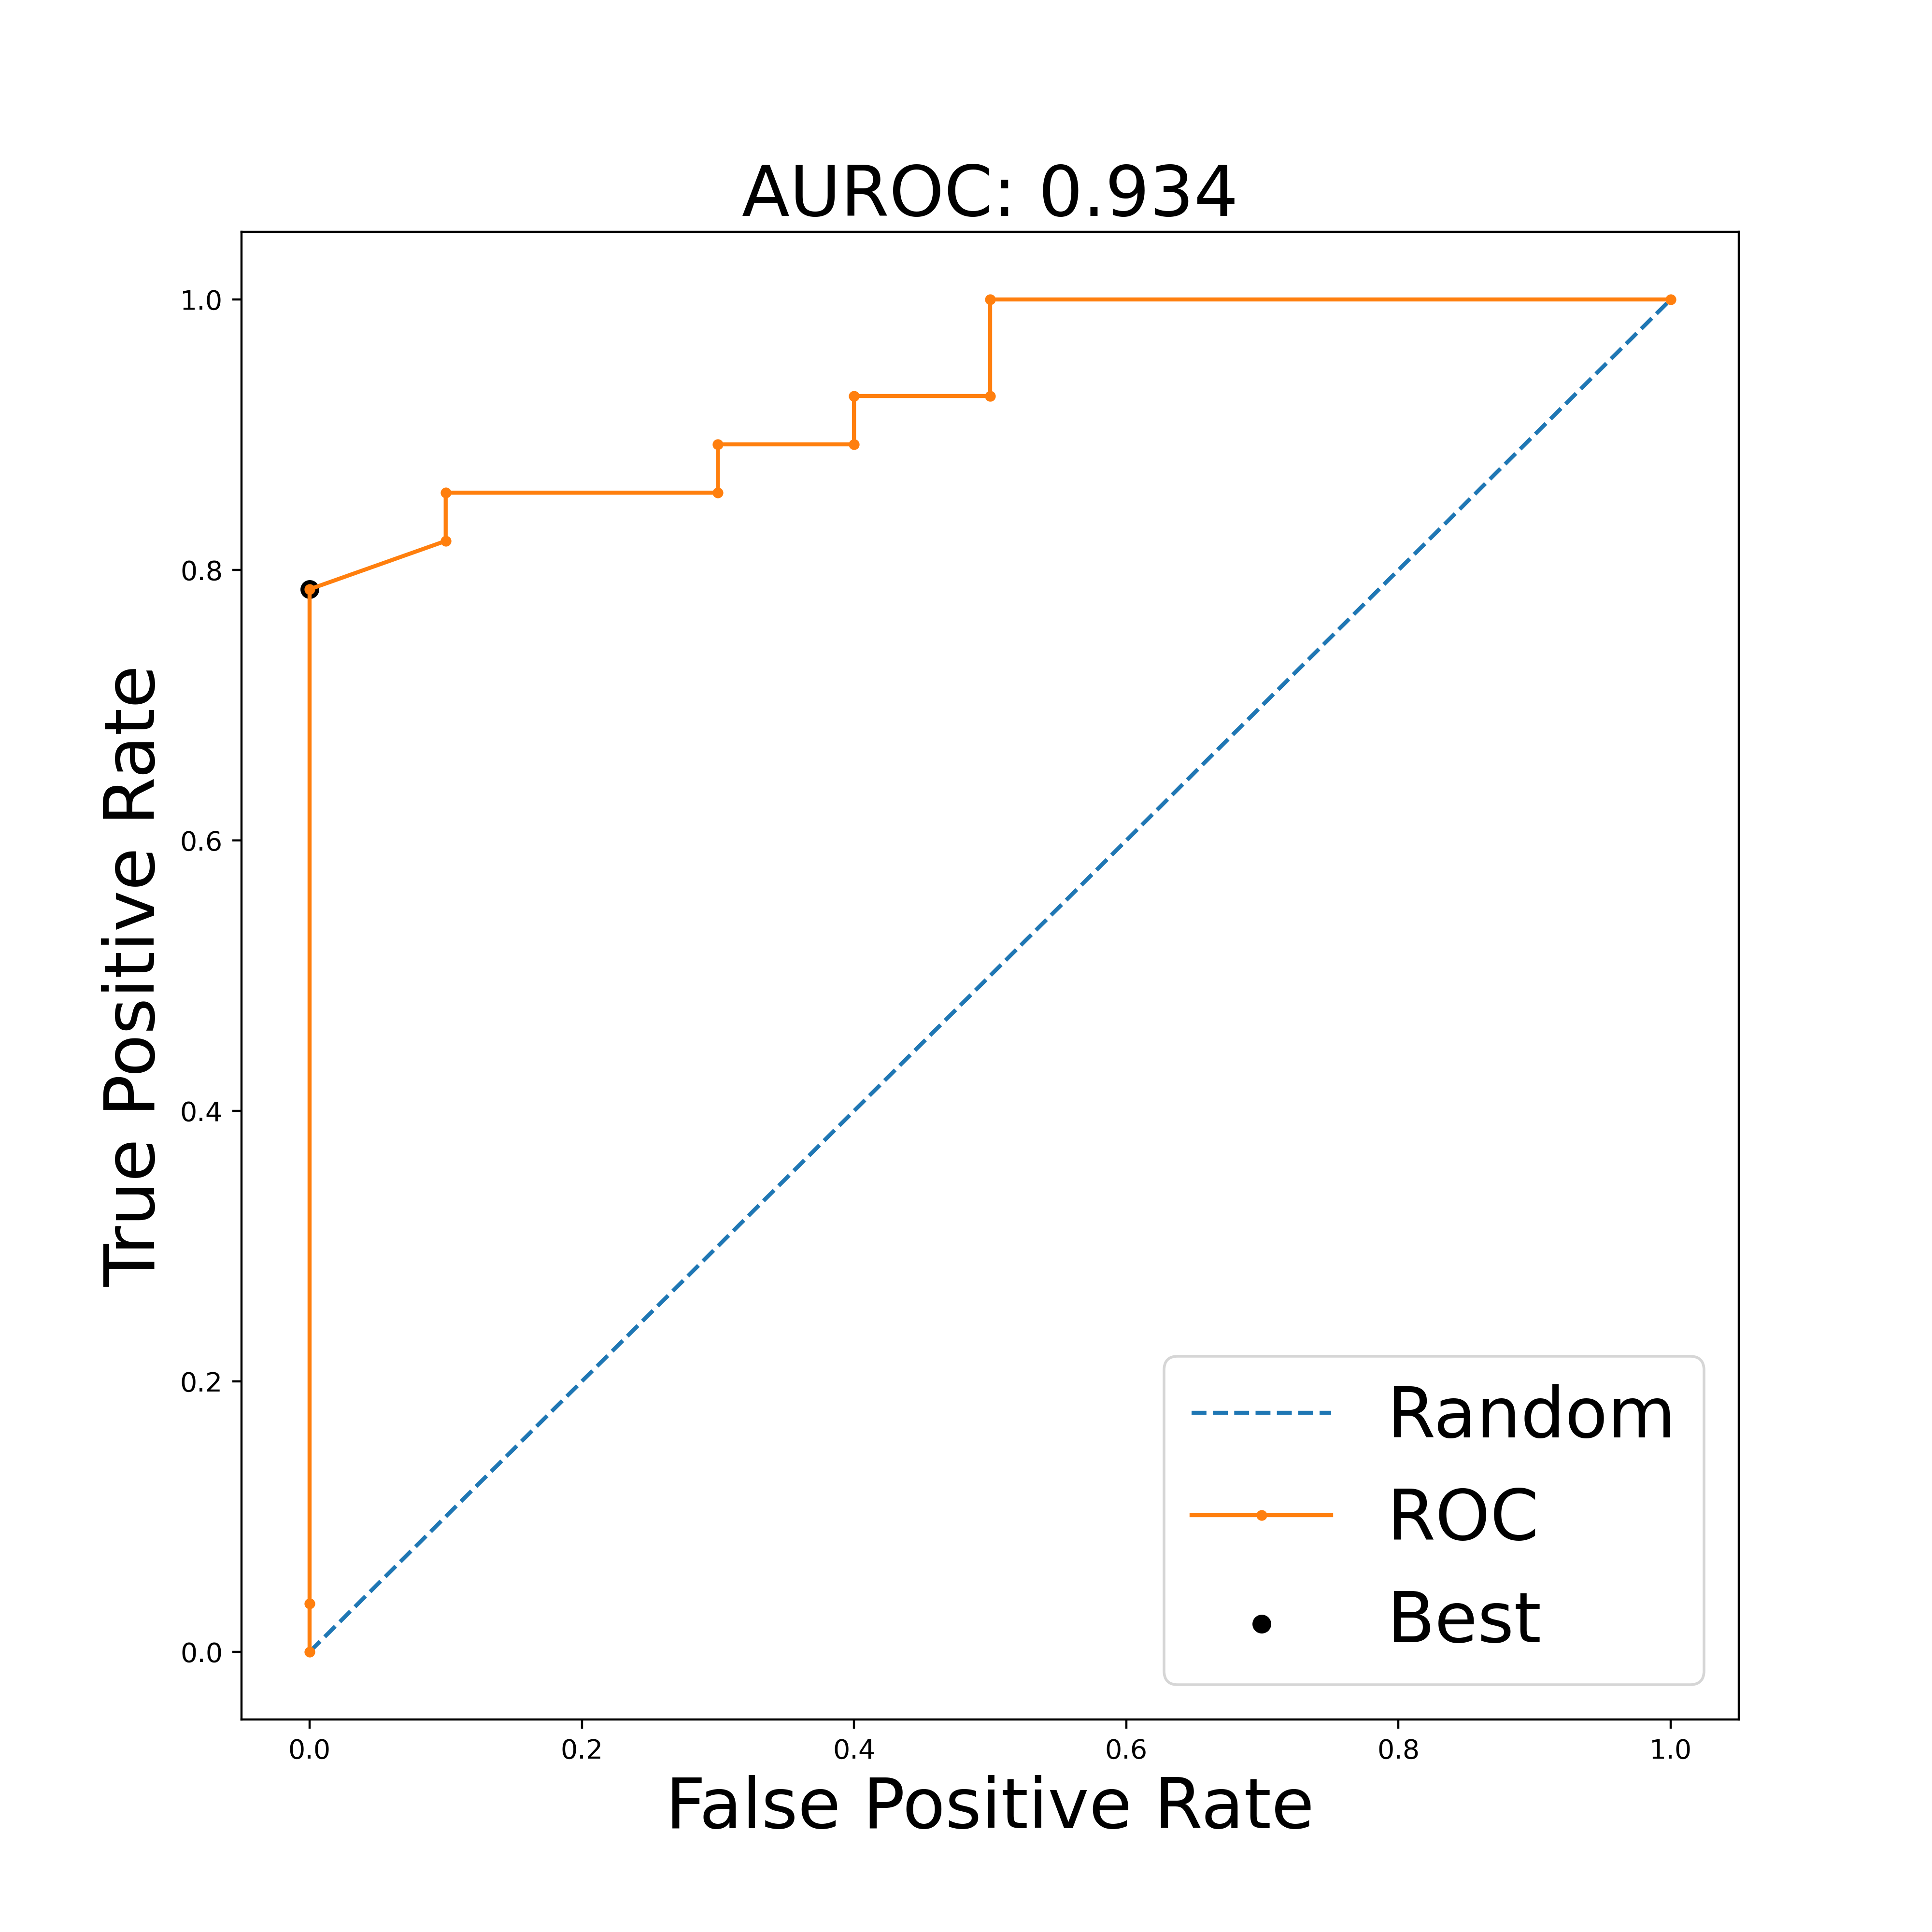 AUROC: 0.934
True Positive Rate
1.0
0.8
0.6
0.4
0.2
0.0
Random
ROC
Best
0.0 0.2 0.4 0.6 0.8 1.0
False Positive Rate